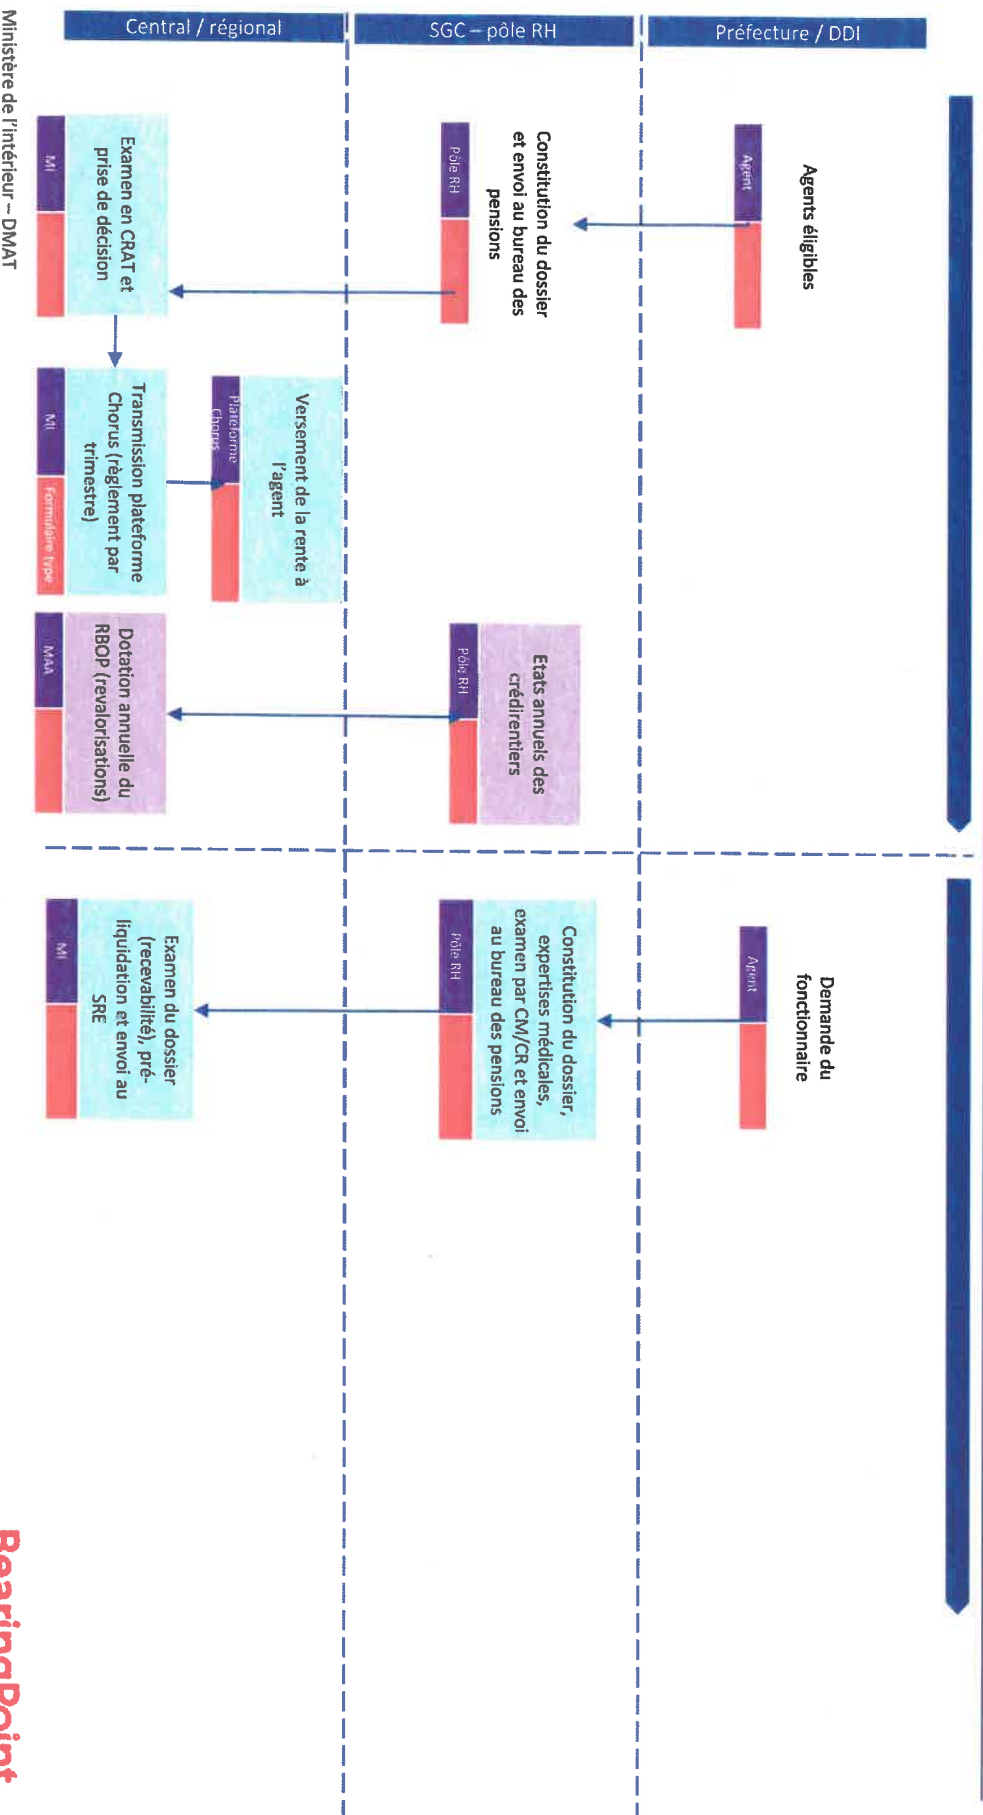 Préfecture / DDI
Agents éligibles
Agent
Demande du
fonctionnaire
Agent
SGC – pôle RH
Constitution du dossier
et envoi au bureau des
pensions
Pôle RH
Etats annuels des
crédirentiers
Pôle RH
Constitution du dossier,
expertises médicales,
examen par CM/CR et envoi
au bureau des pensions
Pôle RH
Central / régional
Versement de la rente à
l'agent
Plateforme
Chorus
Examen en CRAT et
prise de décision
MI
Transmission plateforme
Chorus (règlement par
trimestre)
MI
Formulaire type
Dotation annuelle du
RBOP (revalorisations)
MAA
Examen du dossier
(recevabilité), pré-
liquidation et envoi au
SRE
MI
Ministère de l'intérieur – DMAT
BearingPoint